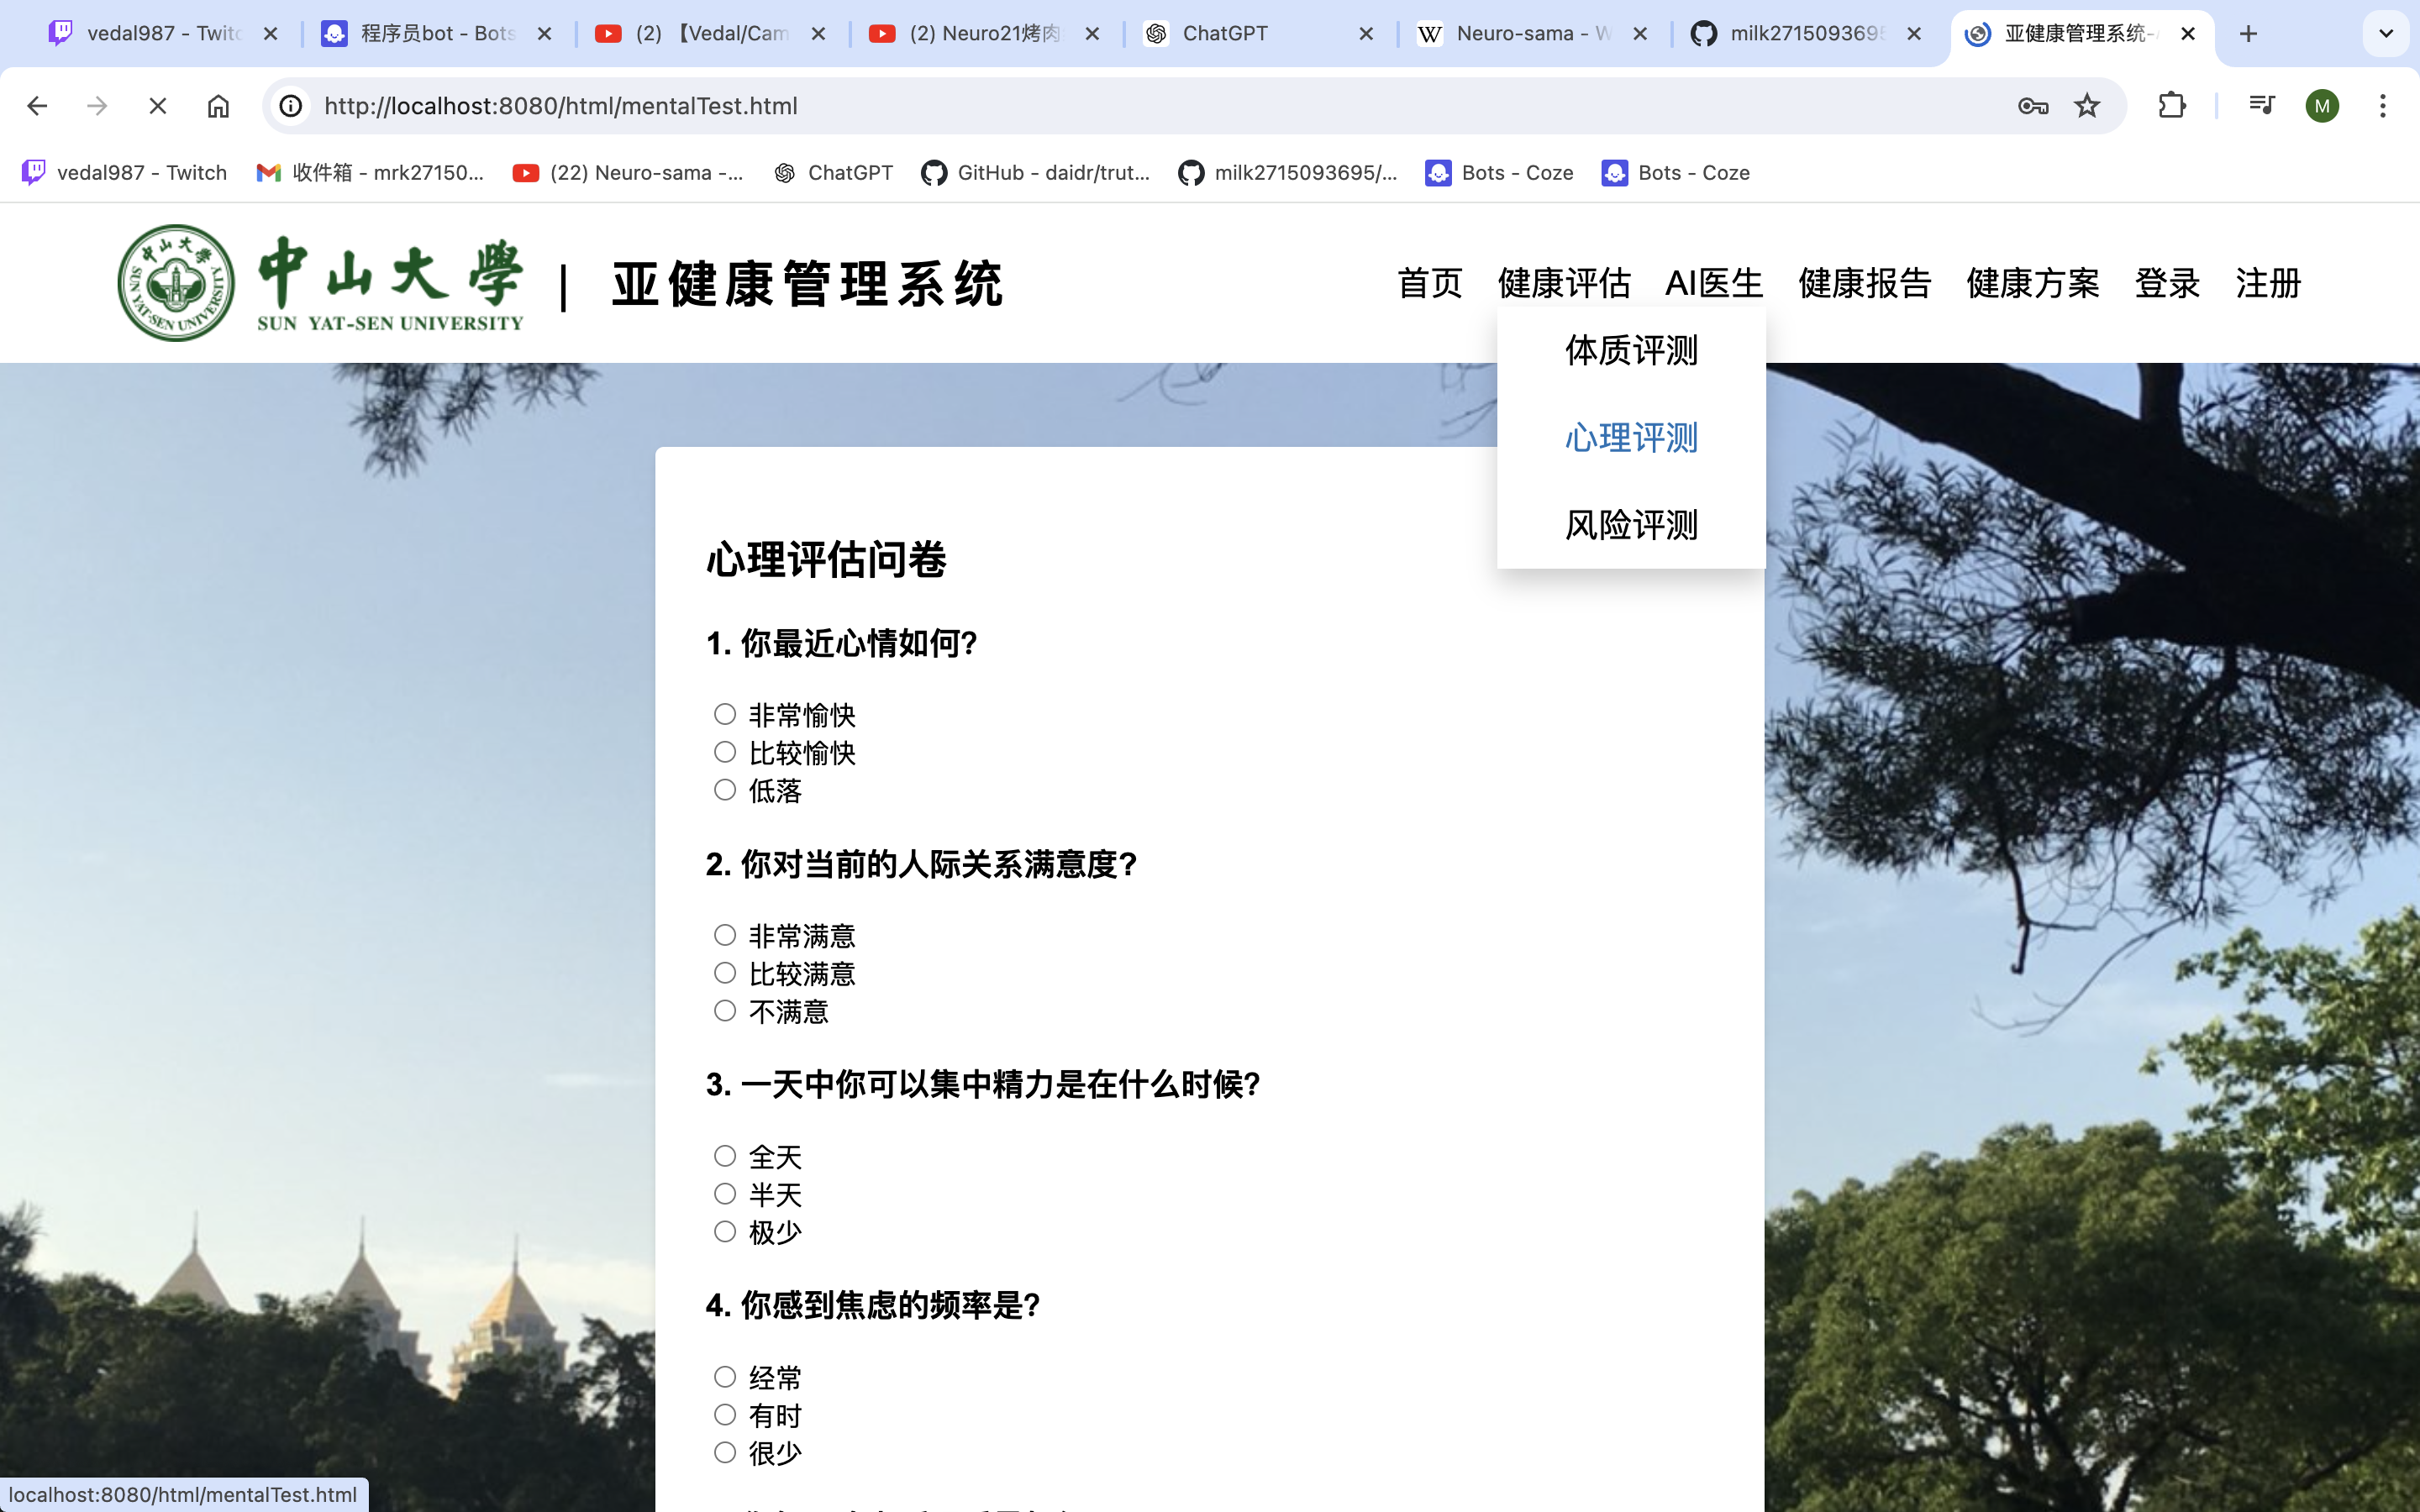 vedal987 - Twitc
程序员bot - Bots
(2) 【Vedal/Cam
(2) Neuro21烤肉
ChatGPT
Neuro-sama - W
milk2715093695
亚健康管理系统-
http://localhost:8080/html/mentalTest.html
M
vedal987 - Twitch
收件箱 - mrk27150...
(22) Neuro-sama -...
ChatGPT
GitHub - daidr/trut...
milk2715093695/...
Bots - Coze
Bots - Coze
中山大學
SUN YAT-SEN UNIVERSITY
中山大學
SUN YAT-SEN UNIVERSITY
| 亚健康管理系统
首页 健康评估 AI医生 健康报告 健康方案 登录 注册
体质评测
心理评测
风险评测
心理评估问卷
1. 你最近心情如何?
非常愉快
比较愉快
低落
2. 你对当前的人际关系满意度?
非常满意
比较满意
不满意
3. 一天中你可以集中精力是在什么时候?
全天
半天
极少
4. 你感到焦虑的频率是?
经常
有时
很少
localhost:8080/html/mentalTest.html